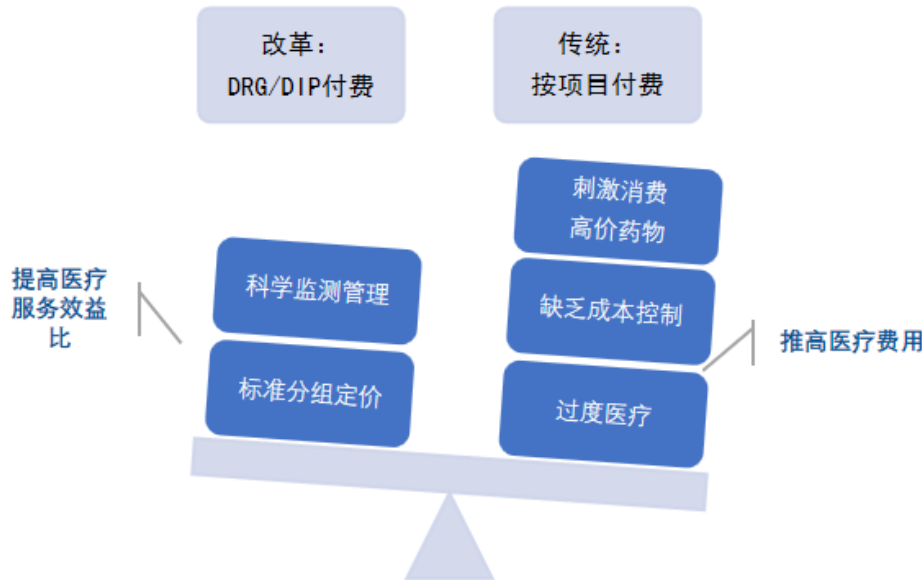 改革：
DRG/DIP付费
传统：
按项目付费
刺激消费
高价药物
科学监测管理
缺乏成本控制
标准分组定价
过度医疗
提高医疗
服务效益
比
推高医疗费用